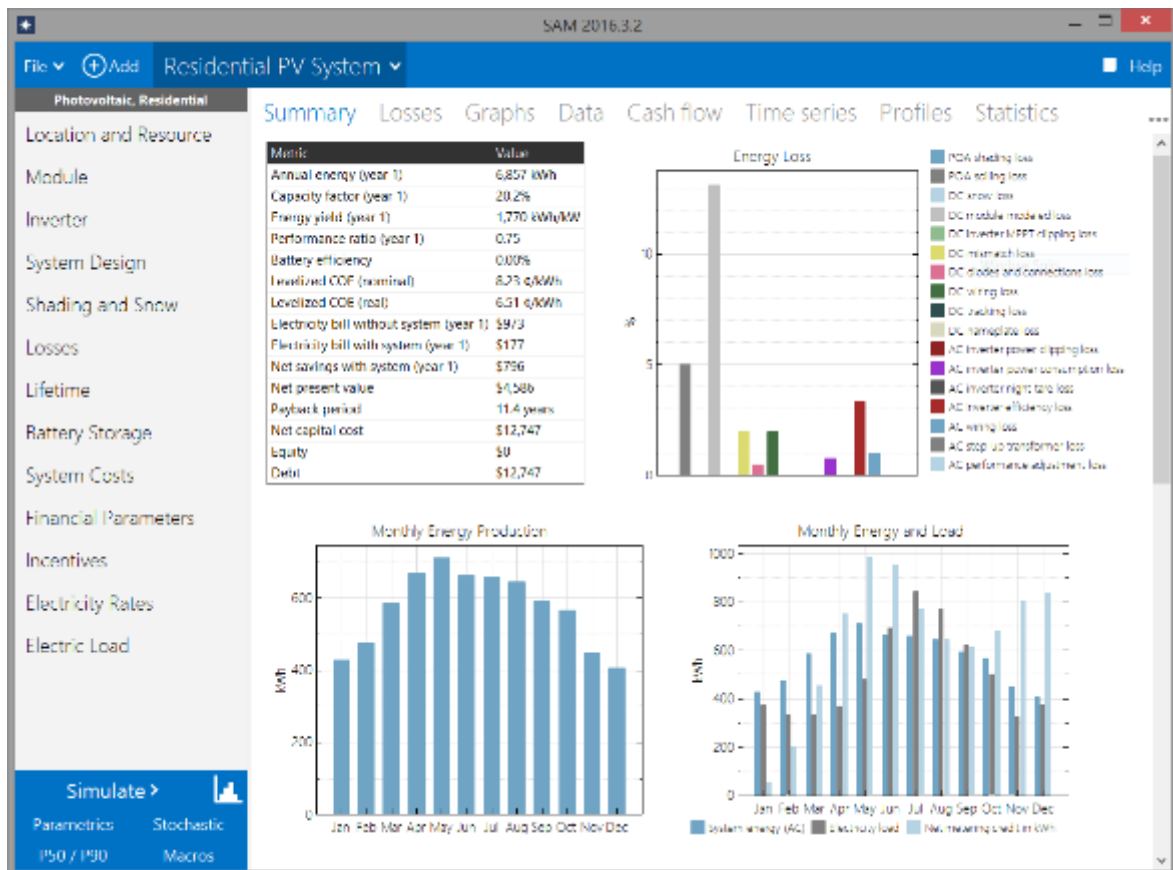 SAM 2016.3.2
File
Add
Residential PV System
Help
Photovoltaic, Residential
Location and Resource
Module
Inverter
System Design
Shading and Snow
Losses
Lifetime
Battery Storage
System Costs
Financial Parameters
Incentives
Electricity Rates
Electric Load
Simulate >
Parametrics Stochastic
P50 / P90 Macros
Summary Losses Graphs Data Cash flow Time series Profiles Statistics ...
Metric Value
Annual energy (year 1) 6,857 kWh
Capacity factor (year 1) 20.2%
Energy yield (year 1) 1,770 kWh/kW
Performance ratio (year 1) 0.75
Battery efficiency 0.00%
Levelized COE (nominal) 8.23 ¢/kWh
Levelized COE (real) 6.51 ¢/kWh
Electricity bill without system (year 1) $973
Electricity bill with system (year 1) $177
Net savings with system (year 1) $796
Net present value $4,586
Payback period 11.4 years
Net capital cost $12,747
Equity $0
Debt $12,747
Energy Loss
10
%
5
0
POA shading loss
POA soiling loss
DC snow loss
DC module modeled loss
DC inverter MPPT clipping loss
DC mismatch loss
DC diodes and connections loss
DC wiring loss
DC tracking loss
DC nameplate loss
AC inverter power clipping loss
AC inverter power consumption loss
AC inverter night tare loss
AC inverter efficiency loss
AC wiring loss
AC step-up transformer loss
AC performance adjustment loss
Monthly Energy Production
600
400
kWh
200
0
Jan Feb Mar Apr May Jun Jul Aug Sep Oct Nov Dec
Monthly Energy and Load
1000
800
600
kWh
400
200
0
Jan Feb Mar Apr May Jun Jul Aug Sep Oct Nov Dec
System energy (AC) Electricity load Net metering credit in kWh